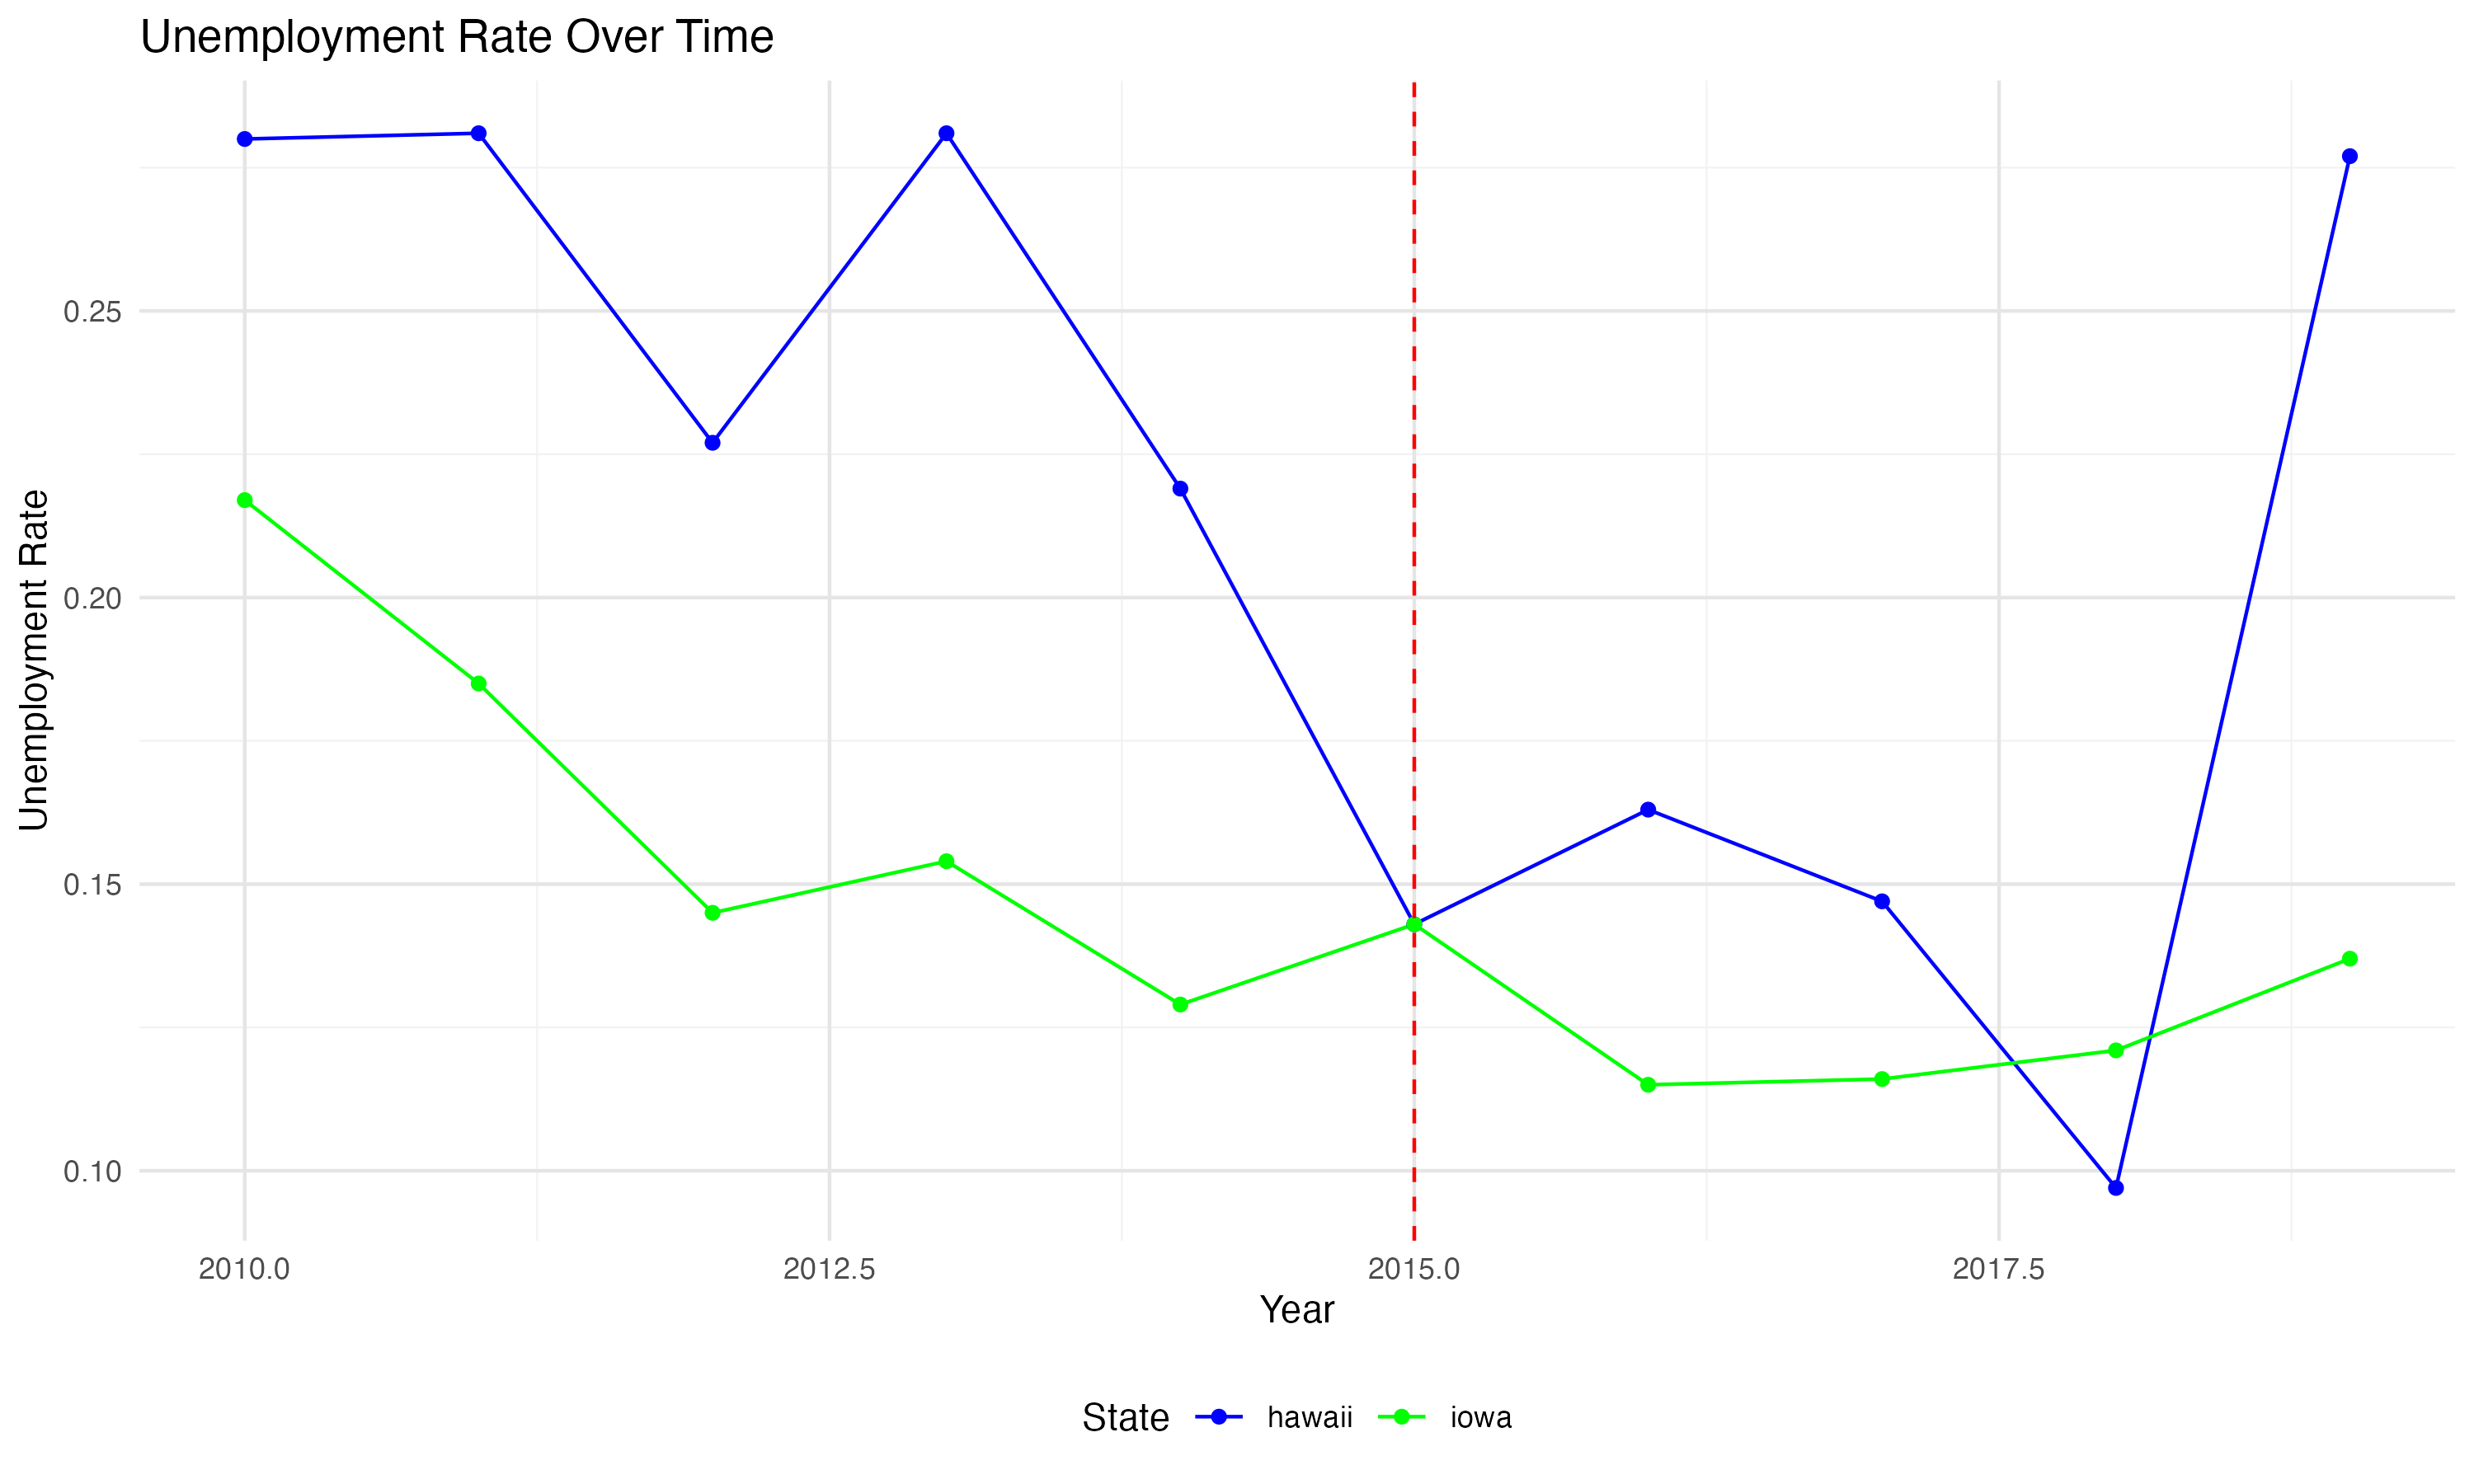 Unemployment Rate Over Time
Unemployment Rate
0.25
0.20
0.15
0.10
2010.0 2012.5 2015.0 2017.5
Year
State hawaii iowa